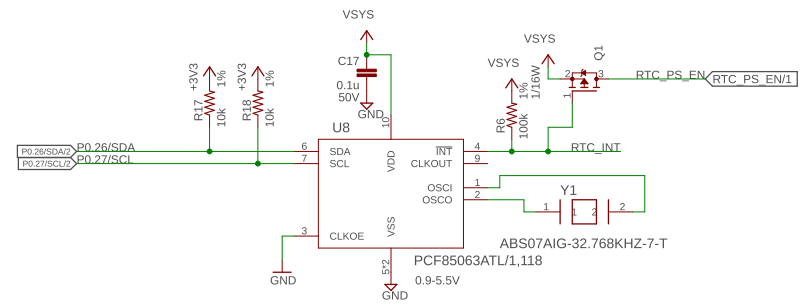 VSYS
VSYS
Q1
C17
+3V3
1%
+3V3
1%
VSYS
2
3
RTC_PS_EN
RTC_PS_EN/1
0.1u
50V
1%
1/16W
1
R17
10k
R18
10k
GND
R6
100k
U8
10
P0.26/SDA/2
P0.26/SDA
6
SDA
VDD
INT
4
RTC_INT
P0.27/SCL/2
P0.27/SCL
7
SCL
CLKOUT
9
OSCI
1
OSCO
2
Y1
1
1
2
2
3
CLKOE
VSS
ABS07AIG-32.768KHZ-7-T
5*2
PCF85063ATL/1,118
GND
0.9-5.5V
GND